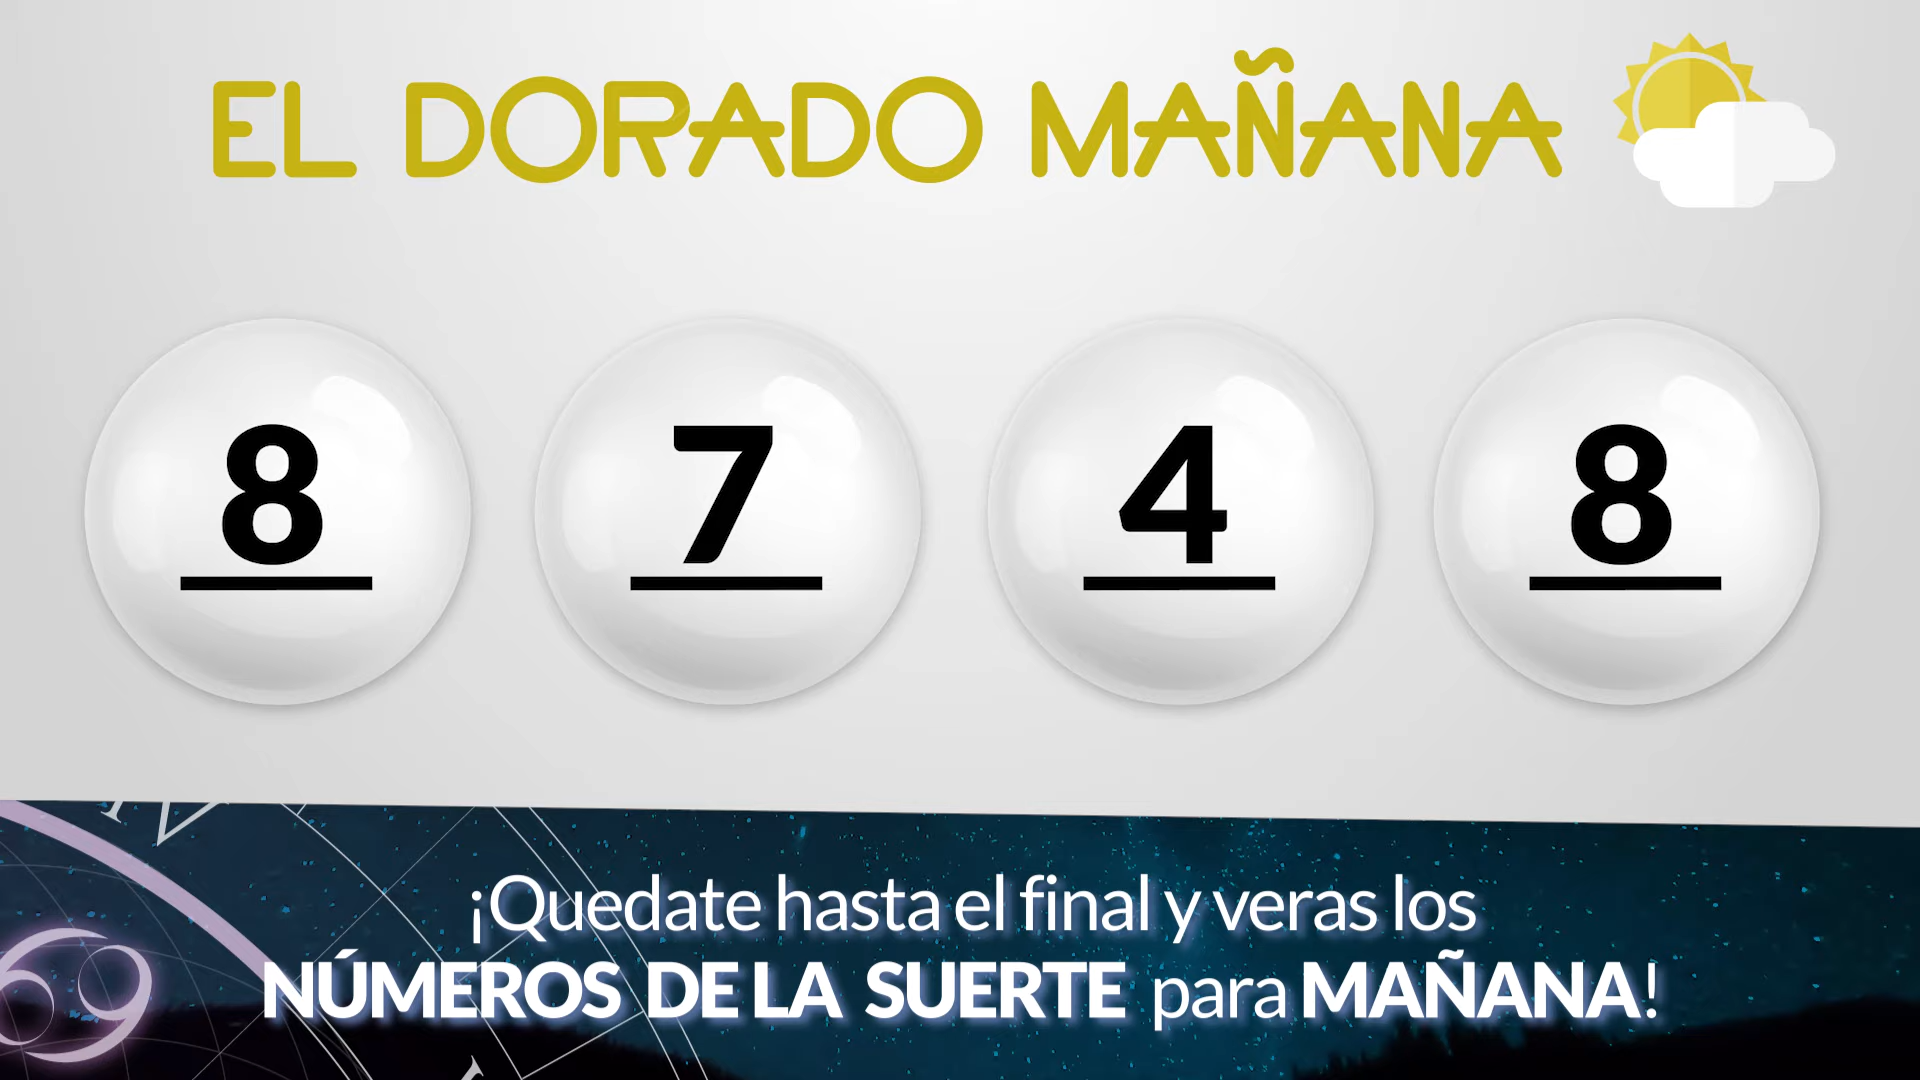 EL DORADO MAÑANA
8 7 4 8
¡Quedate hasta el final y veras los
NÚMEROS DE LA SUERTE para MAÑANA!